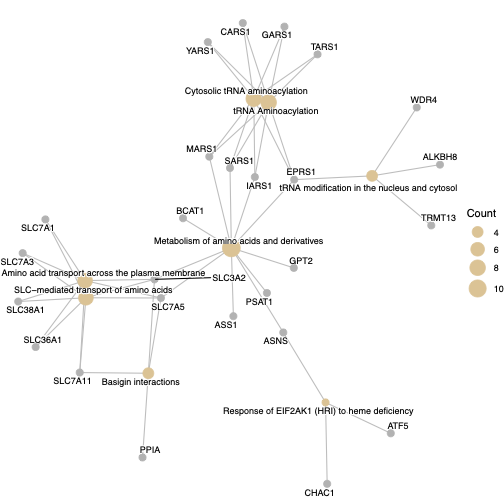 CARS1
GARS1
YARS1
TARS1
Cytosolic tRNA aminoacylation
WDR4
tRNA Aminoacylation
MARS1
SARS1
ALKBH8
EPRS1
IARS1
tRNA modification in the nucleus and cytosol
BCAT1
TRMT13
SLC7A1
Count
4
Metabolism of amino acids and derivatives
6
SLC7A3
GPT2
8
Amino acid transport across the plasma membrane
SLC3A2
10
SLC−mediated transport of amino acids
SLC38A1
SLC7A5
PSAT1
ASS1
SLC36A1
ASNS
SLC7A11
Basigin interactions
Response of EIF2AK1 (HRI) to heme deficiency
ATF5
PPIA
CHAC1